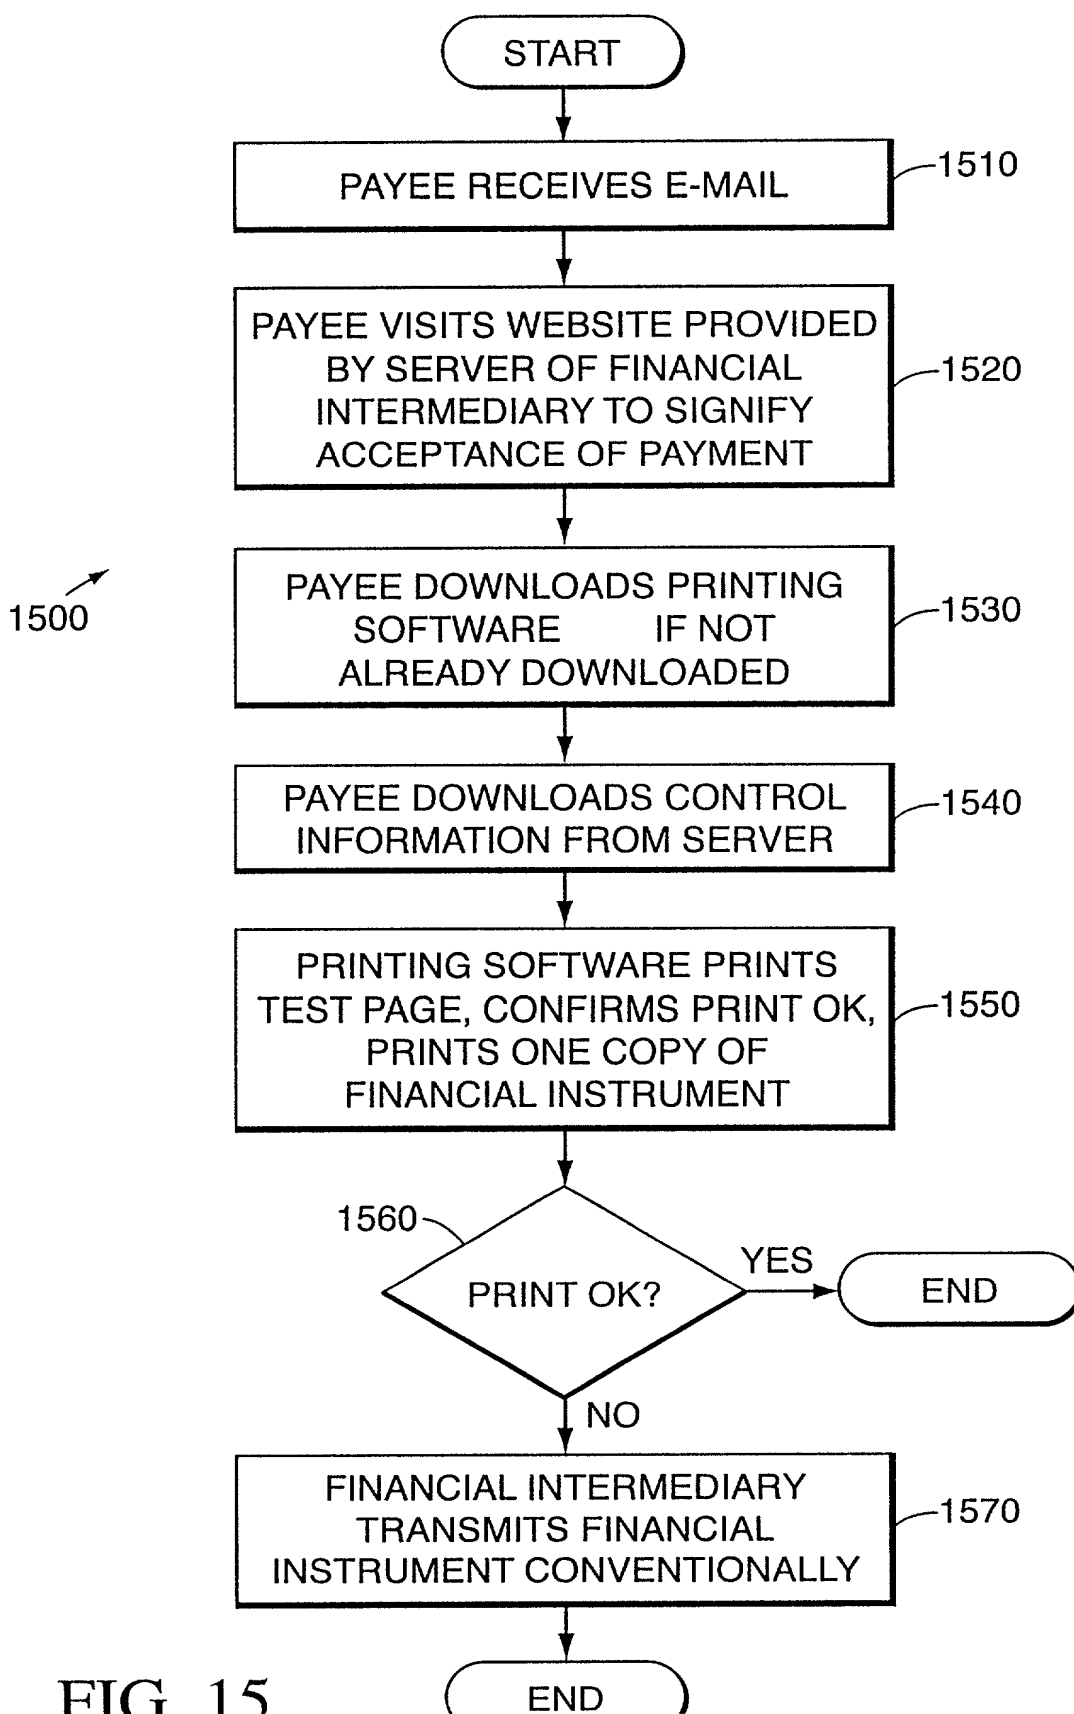 START
PAYEE RECEIVES E-MAIL
1510
PAYEE VISITS WEBSITE PROVIDED
BY SERVER OF FINANCIAL
INTERMEDIARY TO SIGNIFY
ACCEPTANCE OF PAYMENT
1520
1500
PAYEE DOWNLOADS PRINTING
SOFTWARE IF NOT
ALREADY DOWNLOADED
1530
PAYEE DOWNLOADS CONTROL
INFORMATION FROM SERVER
1540
PRINTING SOFTWARE PRINTS
TEST PAGE, CONFIRMS PRINT OK,
PRINTS ONE COPY OF
FINANCIAL INSTRUMENT
1550
1560
PRINT OK?
YES
END
NO
FINANCIAL INTERMEDIARY
TRANSMITS FINANCIAL
INSTRUMENT CONVENTIONALLY
1570
END
FIG. 15